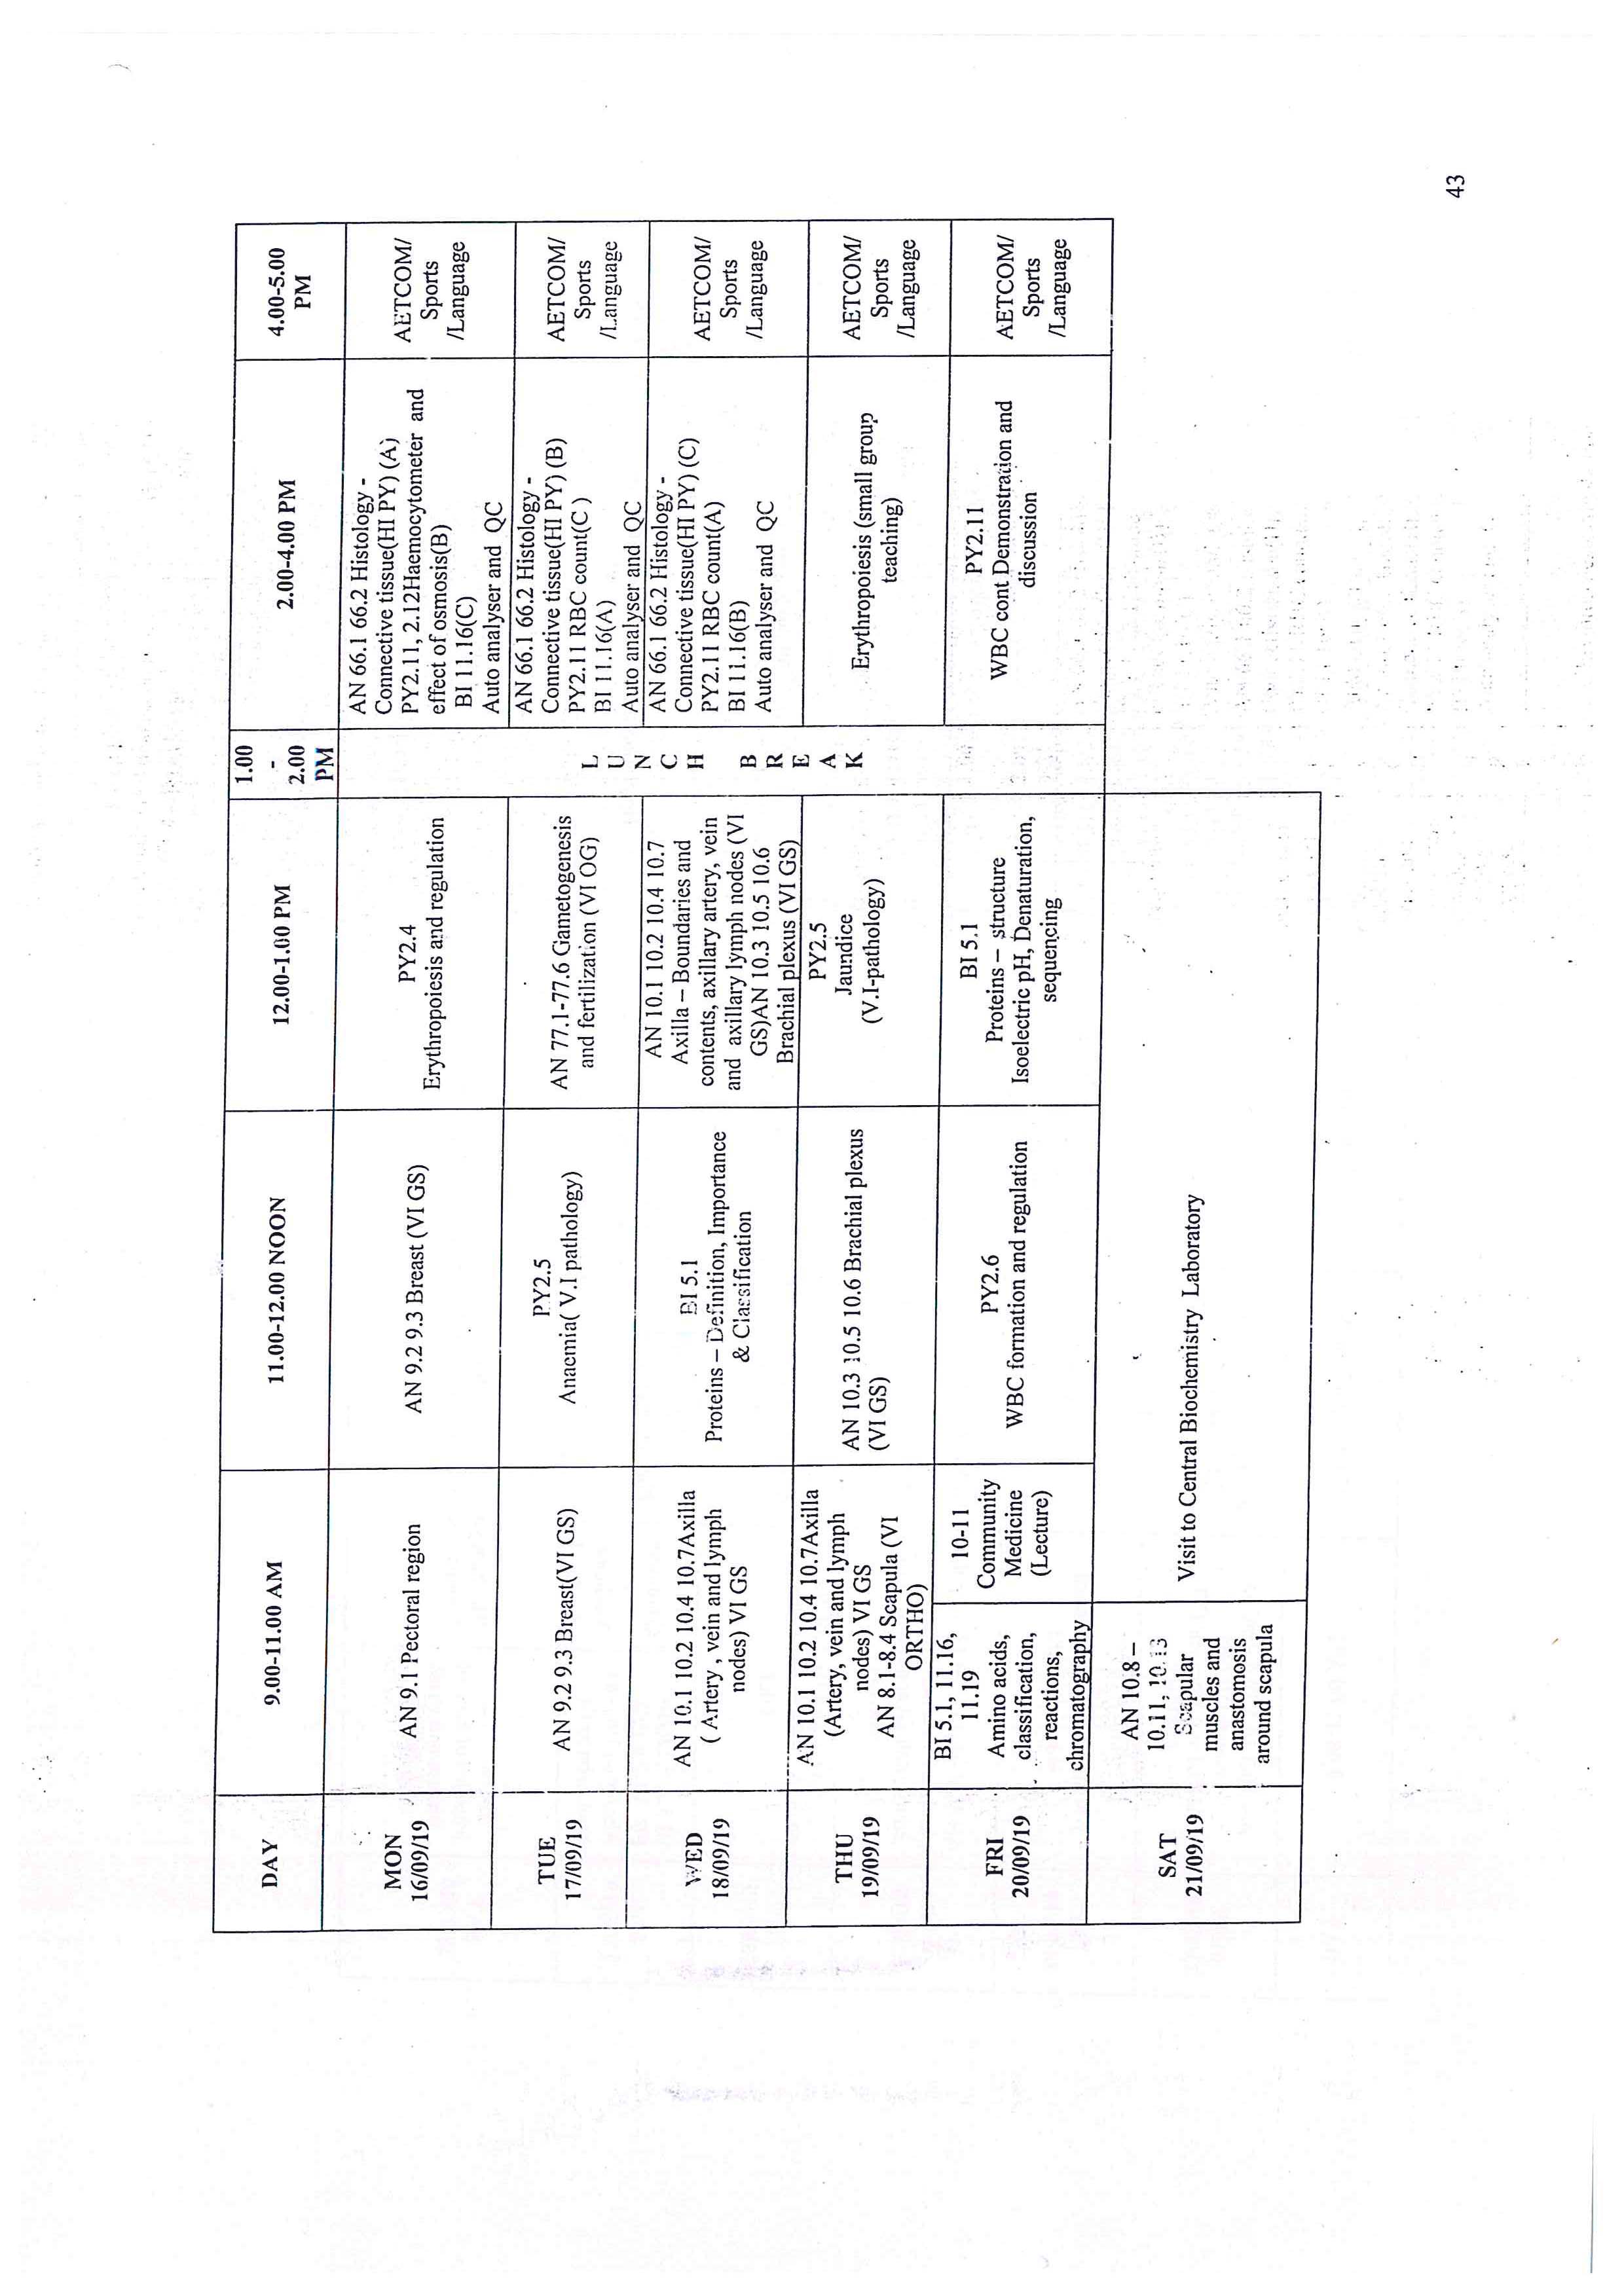 DAY
9.00-11.00 AM
11.00-12.00 NOON
12.00-1.00 PM
1.00
-
2.00
PM
2.00-4.00 PM
4.00-5.00
PM
MON
16/09/19
AN 9.1 Pectoral region
AN 9.2 9.3 Breast (VI GS)
PY2.4
Erythropoiesis and regulation
L
U
N
C
H
B
R
E
A
K
AN 66.1 66.2 Histology -
Connective tissue(HI PY) (A)
PY2.11, 2.12Haemocytometer and
effect of osmosis(B)
BI 11.16(C)
Auto analyser and QC
AETCOM/
Sports
/Language
TUE
17/09/19
AN 9.2 9.3 Breast(VI GS)
PY2.5
Anaemia( V.I pathology)
AN 77.1-77.6 Gametogenesis
and fertilization (VI OG)
AN 66.1 66.2 Histology -
Connective tissue(HI PY) (B)
PY2.11 RBC count(C )
BI 11.16(A)
Auto analyser and QC
AETCOM/
Sports
/Language
WED
18/09/19
AN 10.1 10.2 10.4 10.7Axilla
( Artery , vein and lymph
nodes) VI GS
BI 5.1
Proteins – Definition, Importance
& Classification
AN 10.1 10.2 10.4 10.7
Axilla – Boundaries and
contents, axillary artery, vein
and axillary lymph nodes (VI
GS)AN 10.3 10.5 10.6
Brachial plexus (VI GS)
AN 66.1 66.2 Histology -
Connective tissue(HI PY) (C)
PY2.11 RBC count(A)
BI 11.16(B)
Auto analyser and QC
AETCOM/
Sports
/Language
THU
19/09/19
AN 10.1 10.2 10.4 10.7Axilla
(Artery, vein and lymph
nodes) VI GS
AN 8.1-8.4 Scapula (VI
ORTHO)
AN 10.3 10.5 10.6 Brachial plexus
(VI GS)
PY2.5
Jaundice
(V.I-pathology)
Erythropoiesis (small group
teaching)
AETCOM/
Sports
/Language
FRI
20/09/19
BI 5.1, 11.16,
11.19
Amino acids,
classification,
reactions,
chromatography
10-11
Community
Medicine
(Lecture)
PY2.6
WBC formation and regulation
BI 5.1
Proteins – structure
Isoelectric pH, Denaturation,
sequencing
PY2.11
WBC cont Demonstration and
discussion
AETCOM/
Sports
/Language
SAT
21/09/19
AN 10.8 –
10.11, 10.13
Scapular
muscles and
anastomosis
around scapula
Visit to Central Biochemistry Laboratory
43